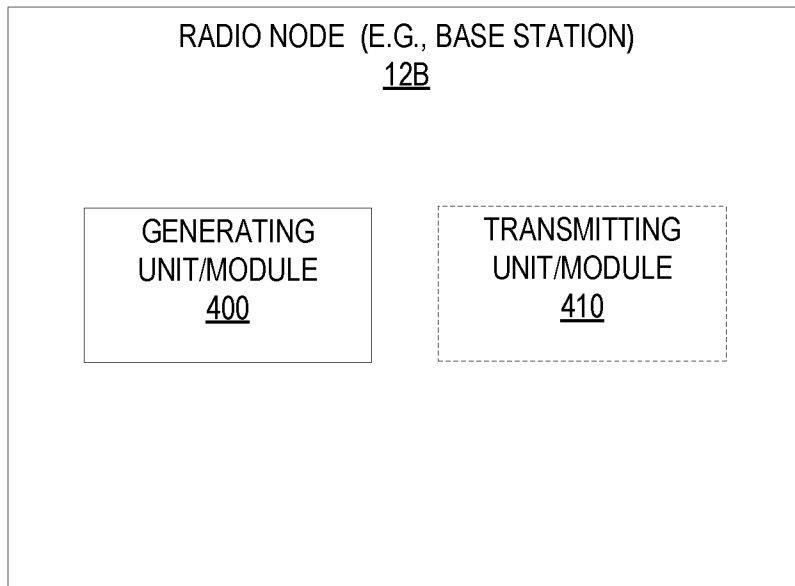 RADIO NODE (E.G., BASE STATION)
12B
GENERATING
UNIT/MODULE
400
TRANSMITTING
UNIT/MODULE
410